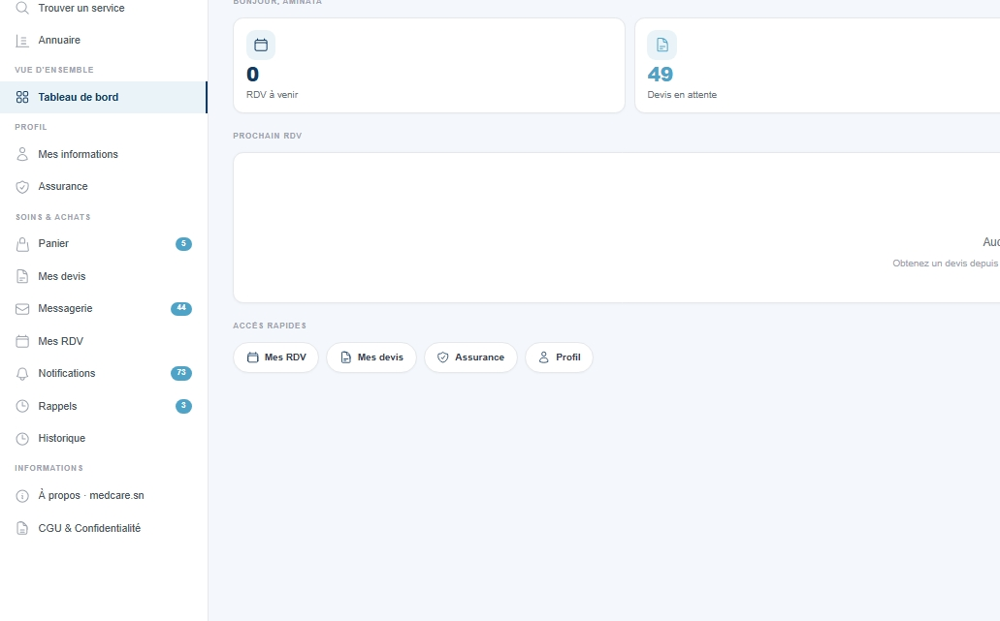 Trouver un service
Annuaire
VUE D'ENSEMBLE
Tableau de bord
PROFIL
Mes informations
Assurance
SOINS & ACHATS
Panier 5
Mes devis
Messagerie 44
Mes RDV
Notifications 73
Rappels 3
Historique
INFORMATIONS
À propos · medcare.sn
CGU & Confidentialité
BONJOUR, AMINATA
0
RDV à venir
49
Devis en attente
PROCHAIN RDV
Auc
Obtenez un devis depuis
ACCÈS RAPIDES
Mes RDV Mes devis Assurance Profil